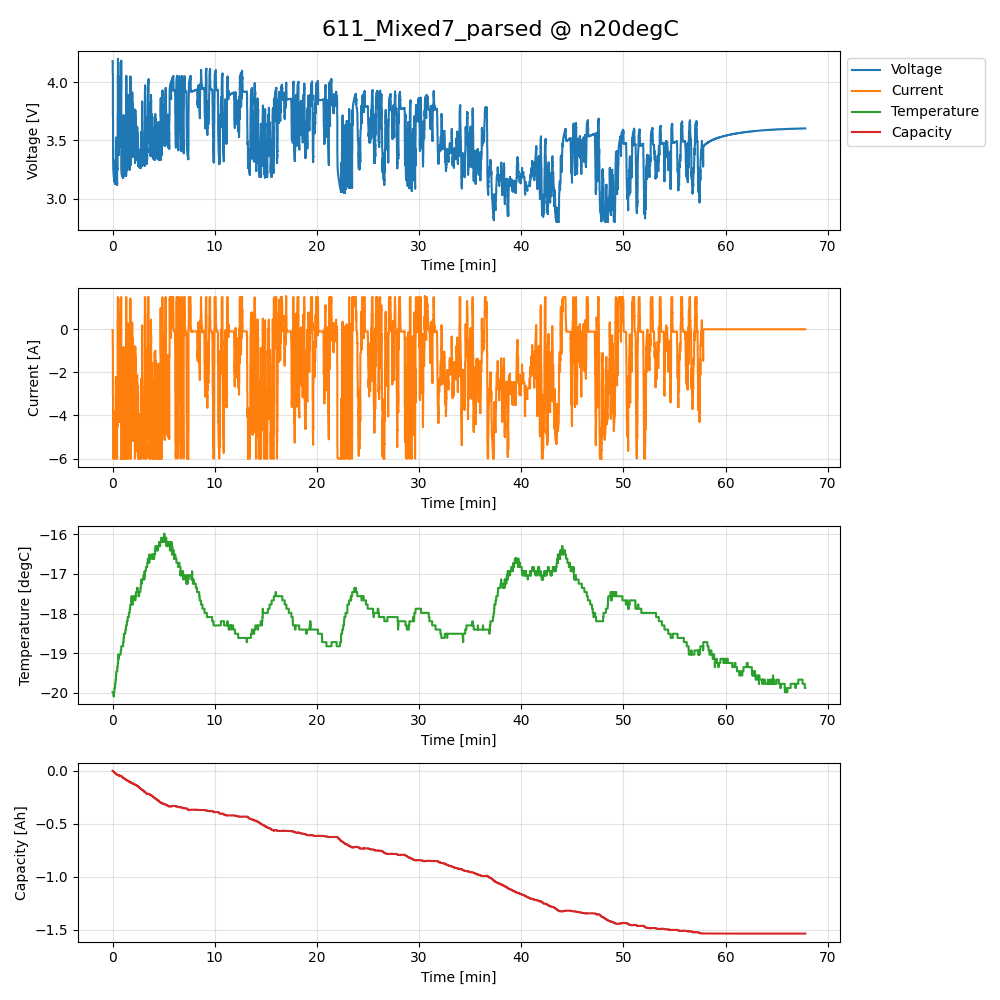 611_Mixed7_parsed @ n20degC
Voltage [V]
4.0
3.5
3.0
0 10 20 30 40 50 60 70
Time [min]
Voltage
Current
Temperature
Capacity
Current [A]
0
−2
−4
−6
0 10 20 30 40 50 60 70
Time [min]
Temperature [degC]
−16
−17
−18
−19
−20
0 10 20 30 40 50 60 70
Time [min]
Capacity [Ah]
0.0
−0.5
−1.0
−1.5
0 10 20 30 40 50 60 70
Time [min]